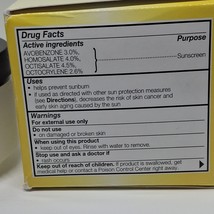 Drug Facts
Active ingredients Purpose
AVOBENZONE 3.0%,
HOMOSALATE 4.0%,
OCTISALATE 4.5%, Sunscreen
OCTOCRYLENE 2.6%
Uses
• helps prevent sunburn
• if used as directed with other sun protection measures
(see Directions), decreases the risk of skin cancer and
early skin aging caused by the sun
Warnings
For external use only
Do not use
• on damaged or broken skin
When using this product
• keep out of eyes. Rinse with water to remove.
Stop use and ask a doctor if
• rash occurs
Keep out of reach of children. If product is swallowed, get
medical help or contact a Poison Control Center right away.